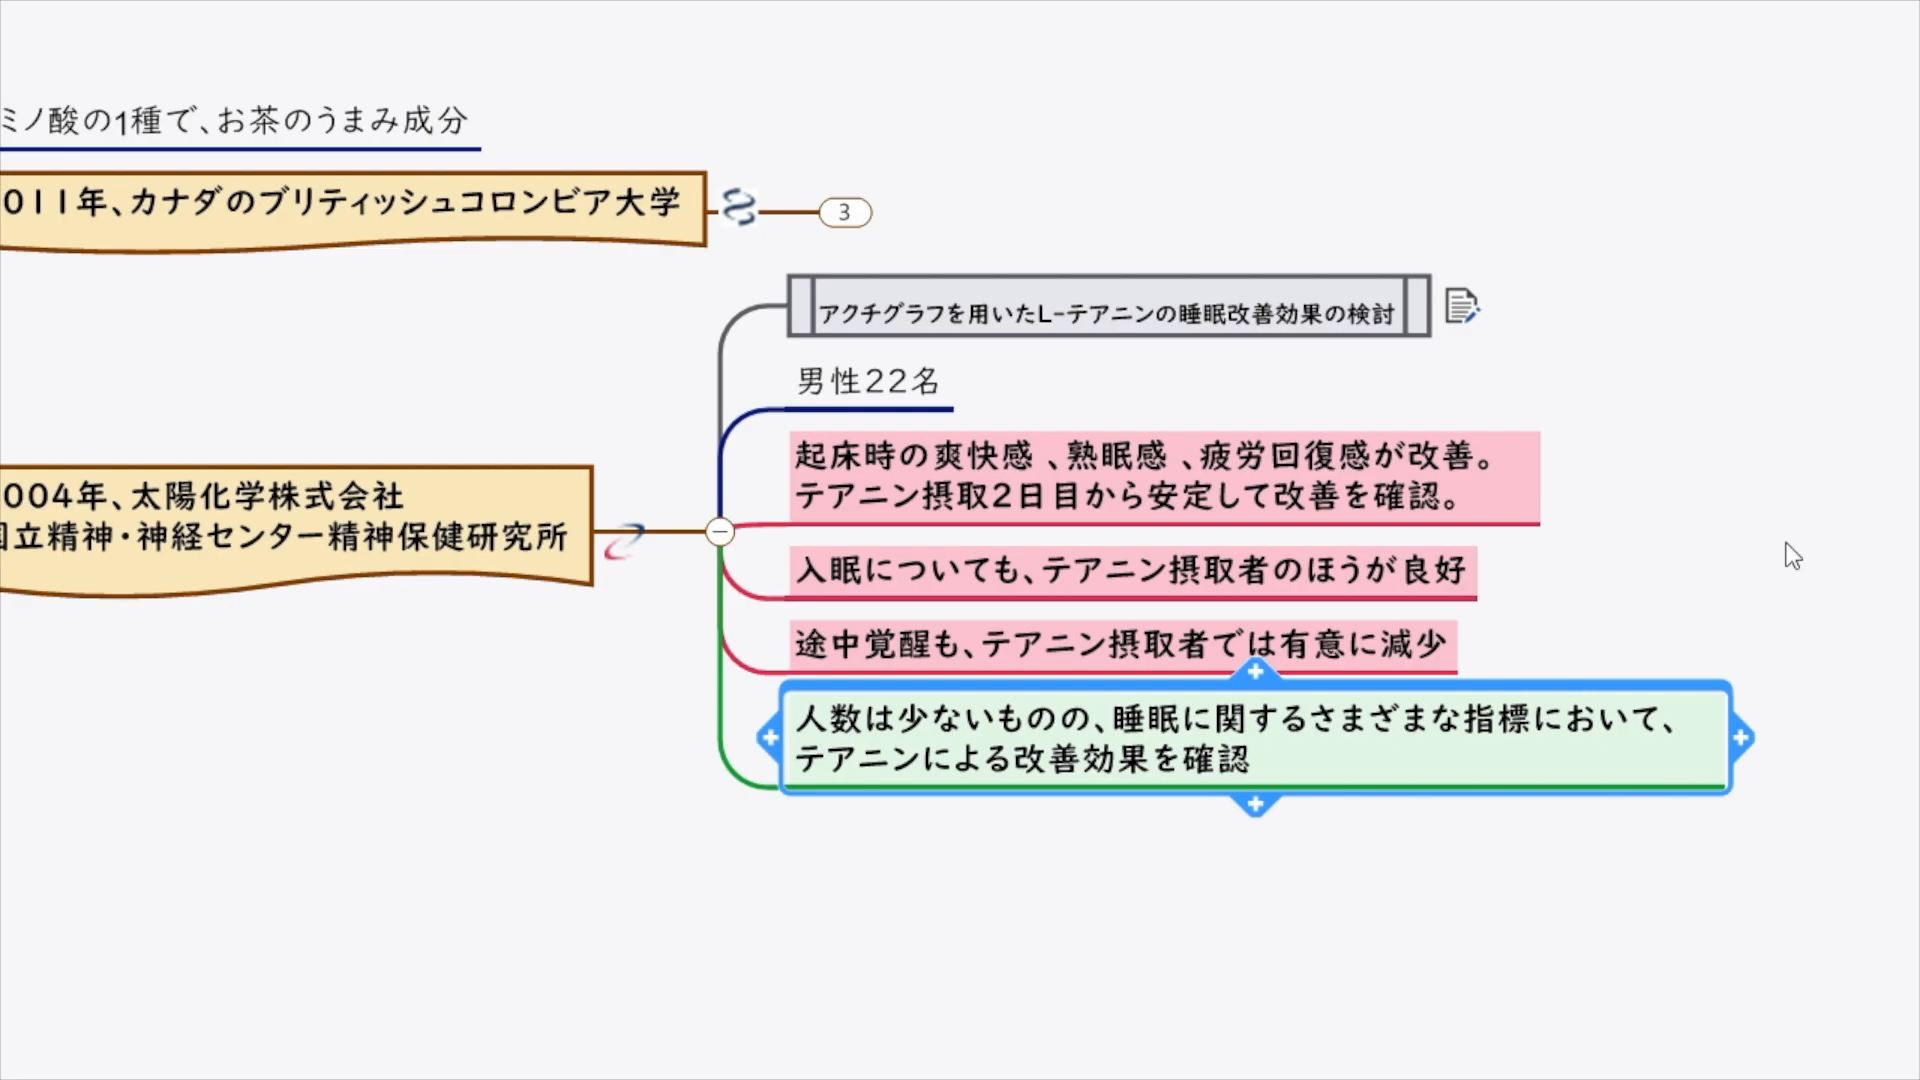 ミノ酸の1種で、お茶のうまみ成分
011年、カナダのブリティッシュコロンビア大学
3
アクチグラフを用いたL-テアニンの睡眠改善効果の検討
男性22名
起床時の爽快感、熟眠感、疲労回復感が改善。
テアニン摂取2日目から安定して改善を確認。
004年、太陽化学株式会社
国立精神・神経センター精神保健研究所
入眠についても、テアニン摂取者のほうが良好
途中覚醒も、テアニン摂取者では有意に減少
人数は少ないものの、睡眠に関するさまざまな指標において、
テアニンによる改善効果を確認